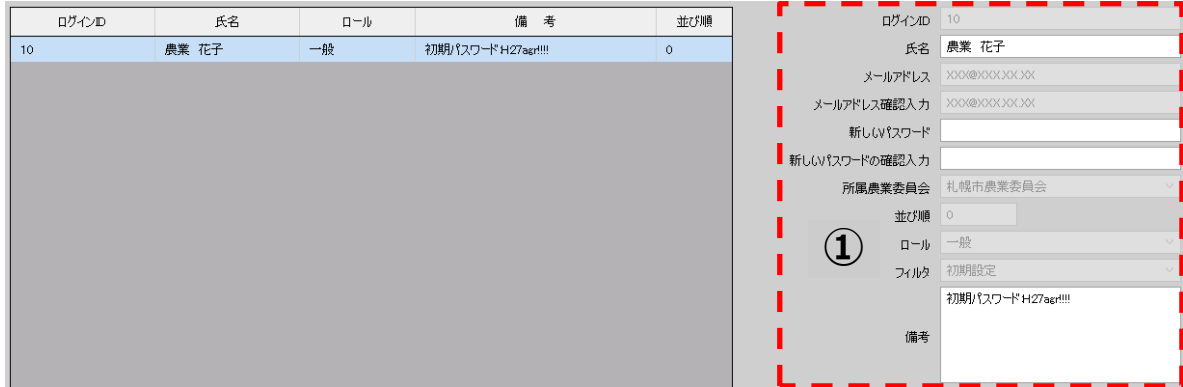 ログインID 氏名 ロール 備　考 並び順
10 農業 花子 一般 初期パスワード H27agr!!!! 0
ログインID 10
氏名 農業 花子
メールアドレス XXX@XXX.XX.XX
メールアドレス確認入力 XXX@XXX.XX.XX
新しいパスワード
新しいパスワードの確認入力
所属農業委員会 札幌市農業委員会
並び順 0
① ロール 一般
フィルタ 初期設定
初期パスワード H27agr!!!!
備考